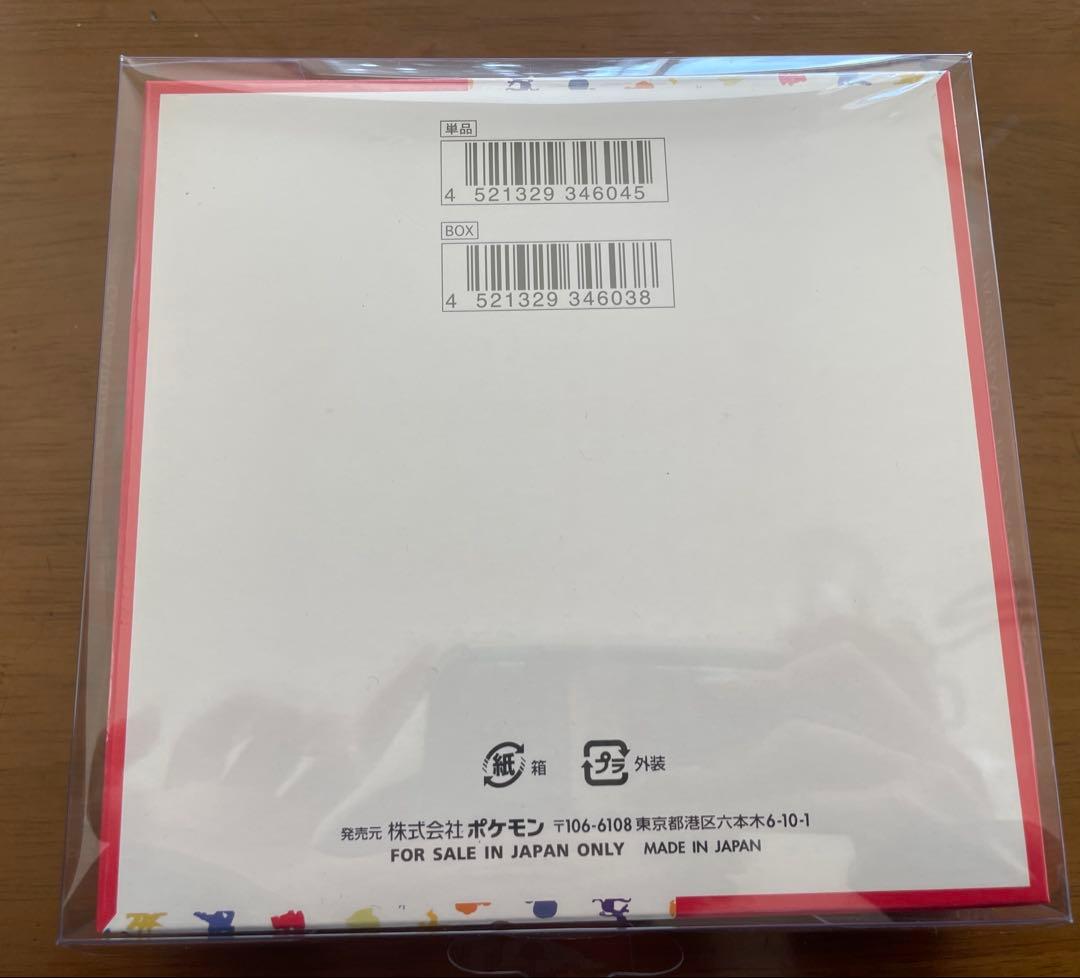 単品
4 521329 346045
BOX
4 521329 346038
紙 箱 プラ 外装
発売元 株式会社ポケモン 〒106-6108 東京都港区六本木6-10-1
FOR SALE IN JAPAN ONLY MADE IN JAPAN